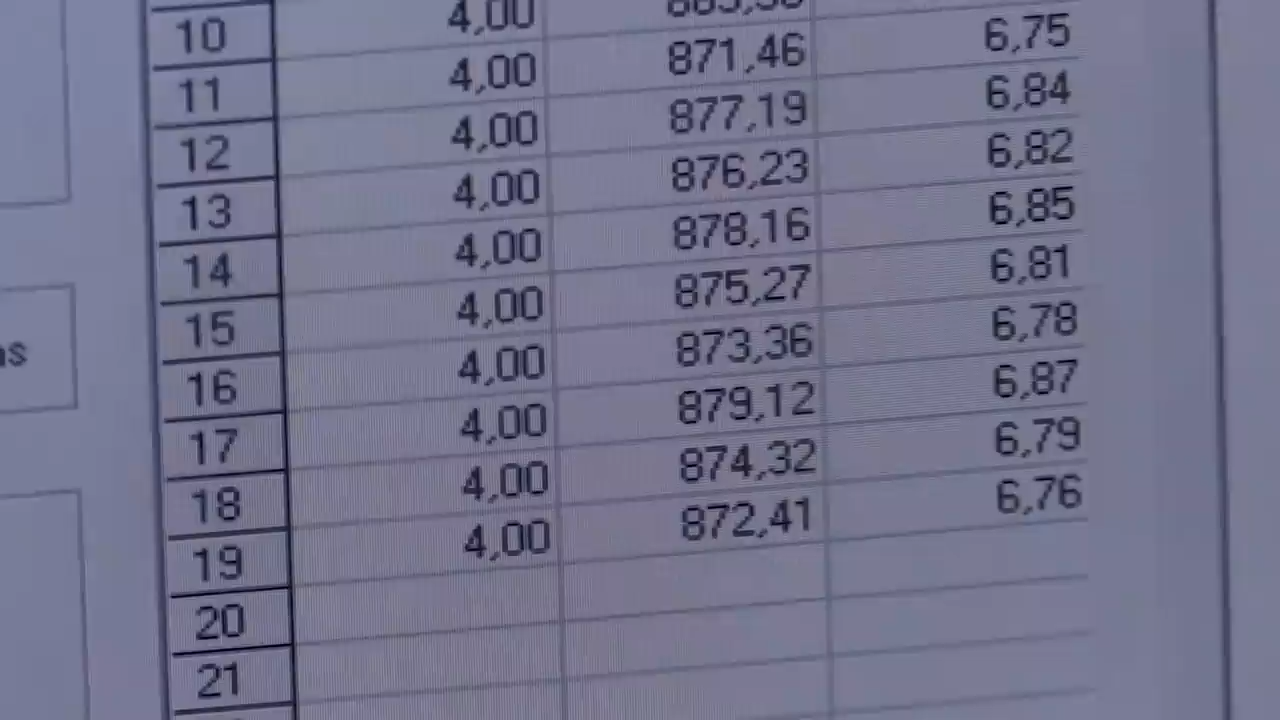 10 4,00
11 4,00 871,46 6,75
12 4,00 877,19 6,84
13 4,00 876,23 6,82
14 4,00 878,16 6,85
15 4,00 875,27 6,81
16 4,00 873,36 6,78
17 4,00 879,12 6,87
18 4,00 874,32 6,79
19 4,00 872,41 6,76
20
21